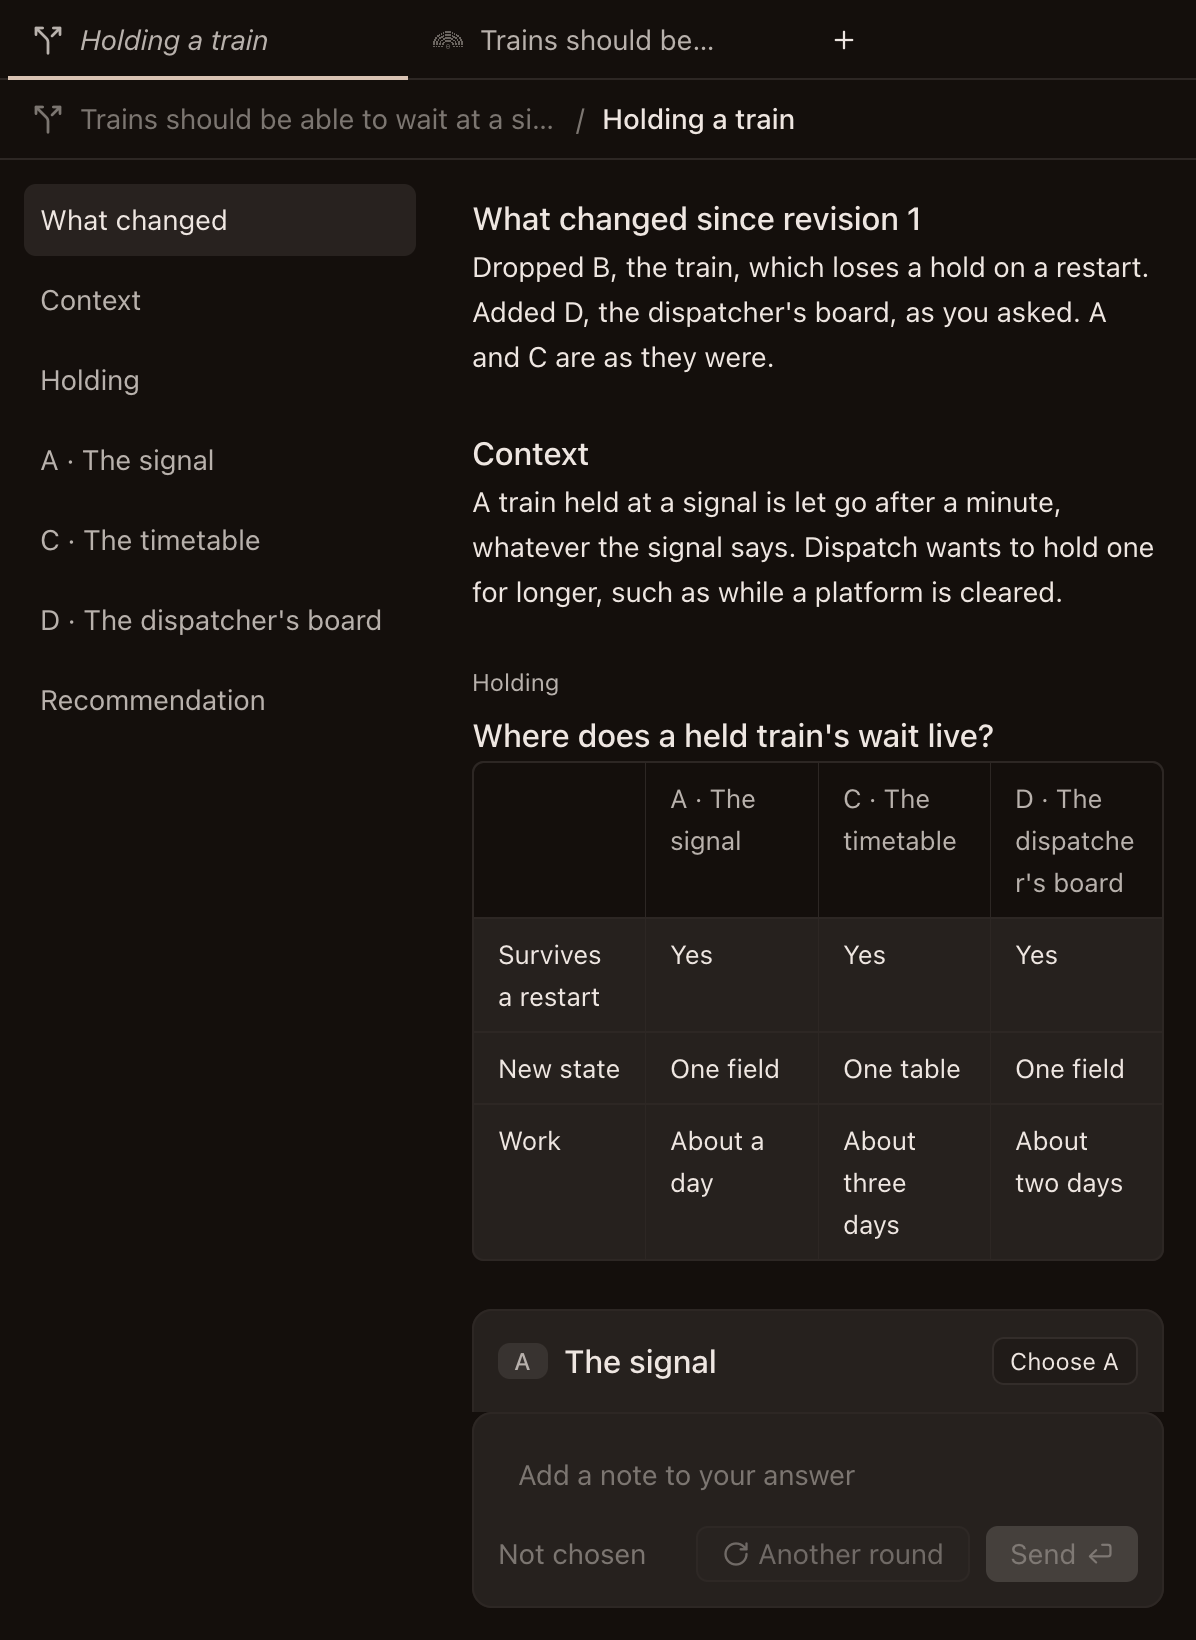 Holding a train
Trains should be...
+
Trains should be able to wait at a si... / Holding a train
What changed
Context
Holding
A · The signal
C · The timetable
D · The dispatcher's board
Recommendation
What changed since revision 1
Dropped B, the train, which loses a hold on a restart.
Added D, the dispatcher's board, as you asked. A
and C are as they were.
Context
A train held at a signal is let go after a minute,
whatever the signal says. Dispatch wants to hold one
for longer, such as while a platform is cleared.
Holding
Where does a held train's wait live?
A · The
signal
C · The
timetable
D · The
dispatche
r's board
Survives
a restart
Yes
Yes
Yes
New state
One field
One table
One field
Work
About a
day
About
three
days
About
two days
A
The signal
Choose A
Add a note to your answer
Not chosen
Another round
Send